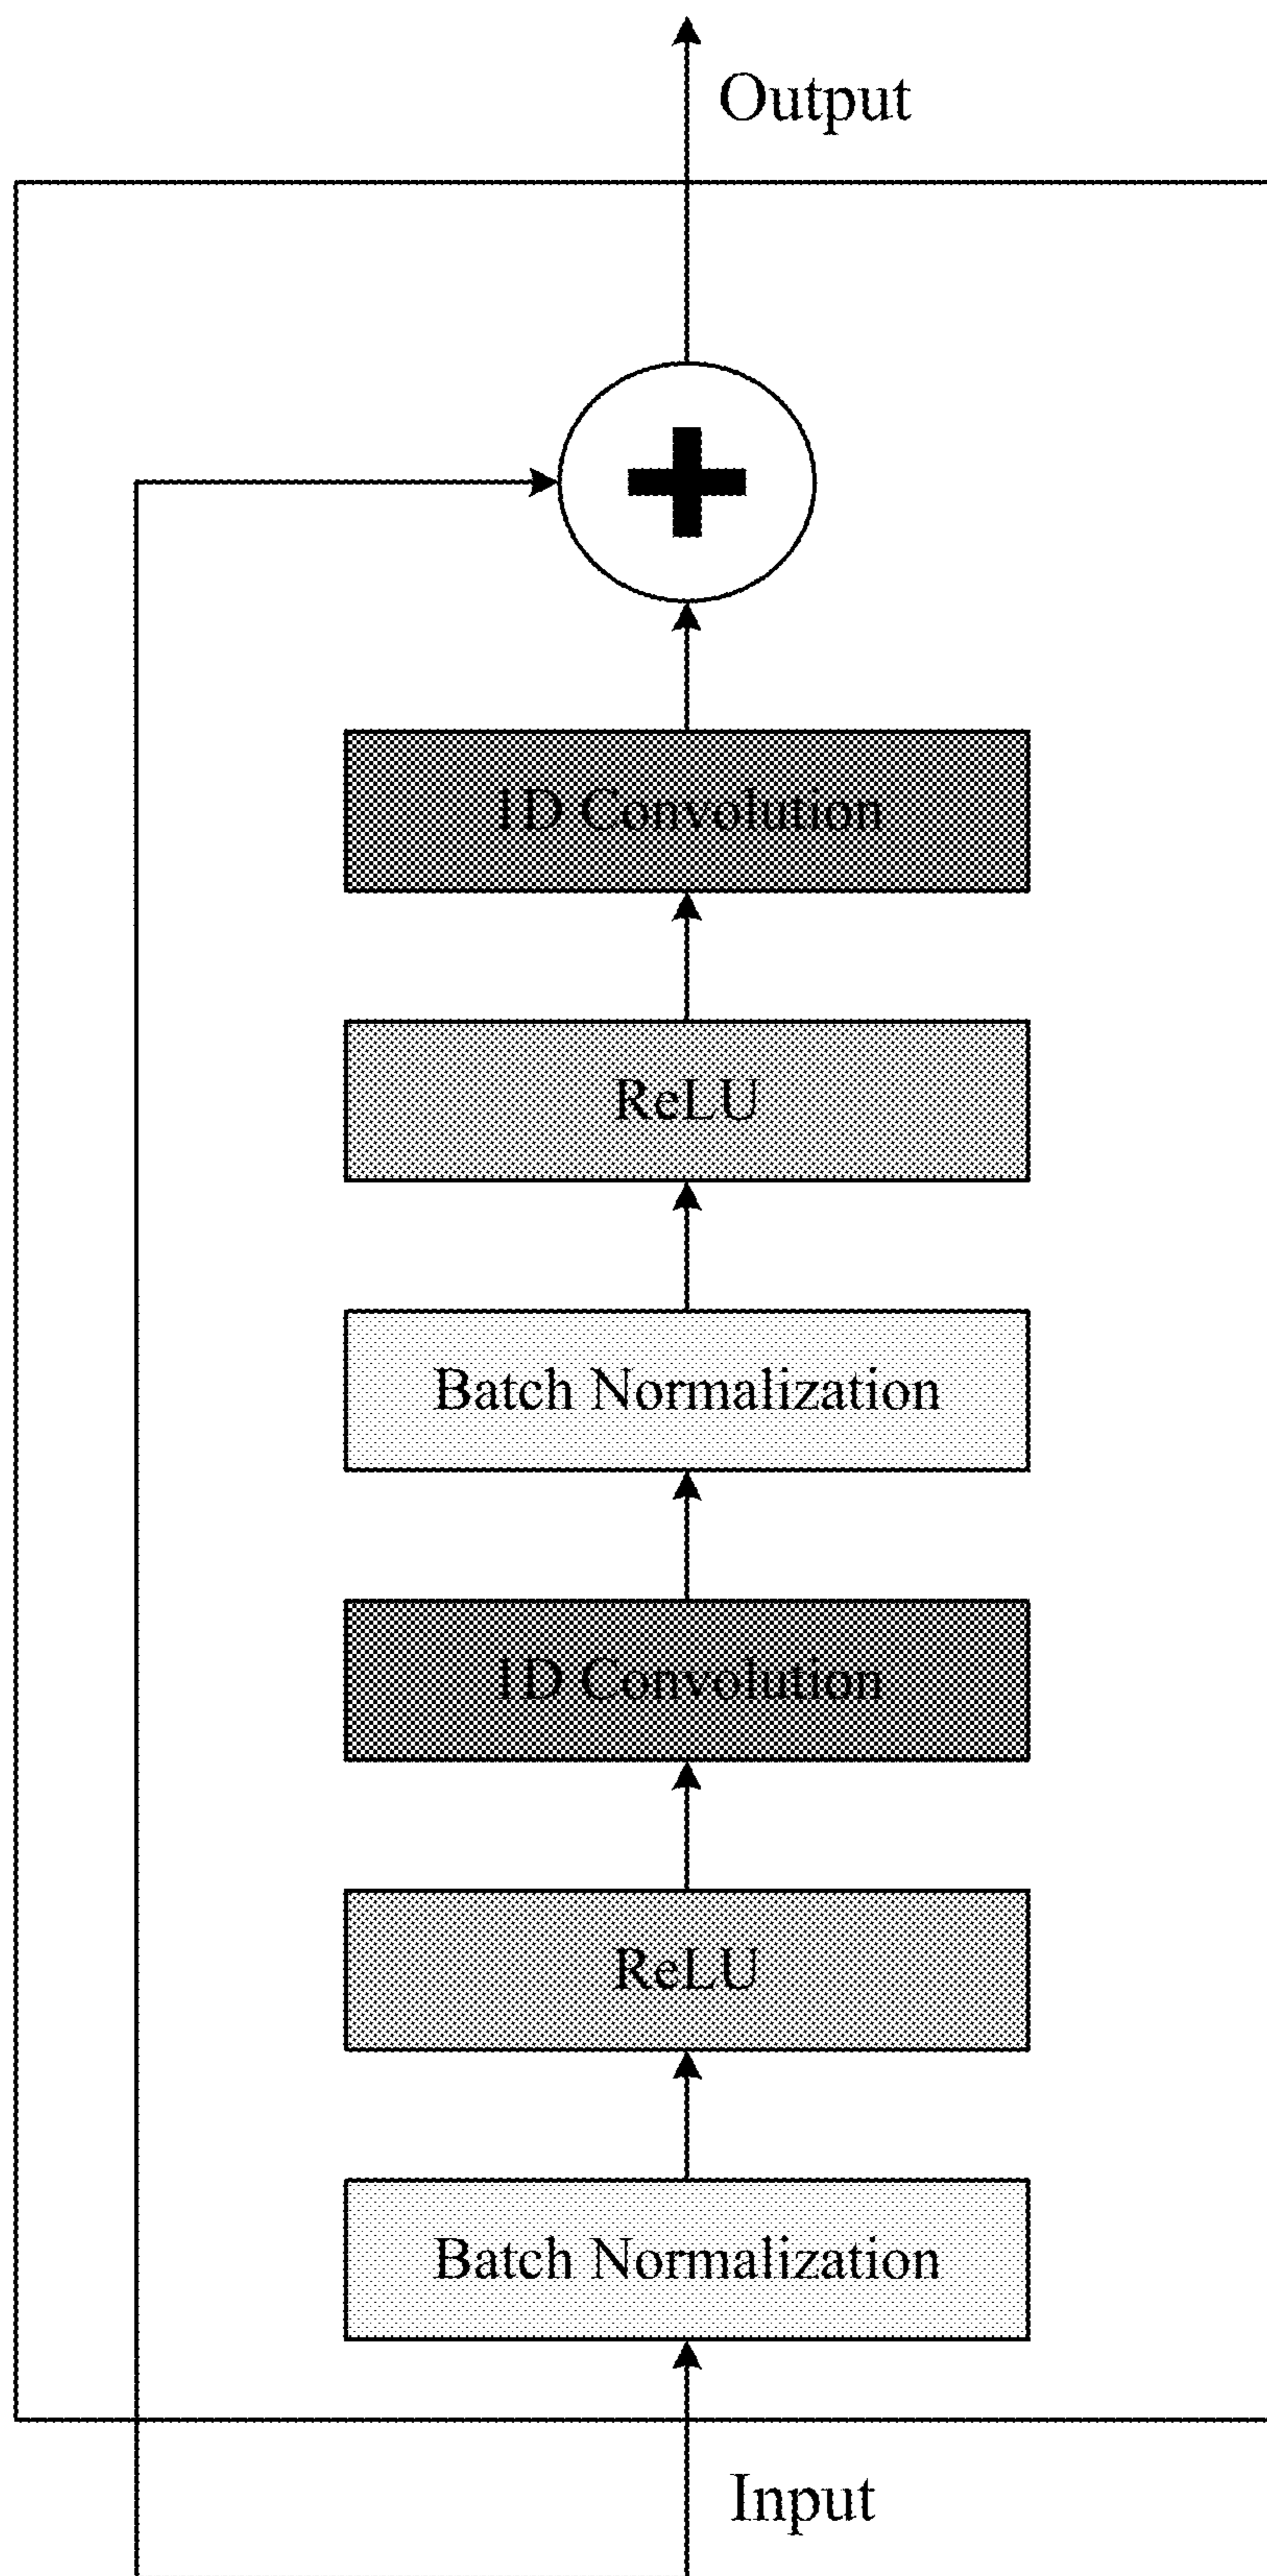 Output
1D Convolution
ReLU
Batch Normalization
1D Convolution
ReLU
Batch Normalization
Input